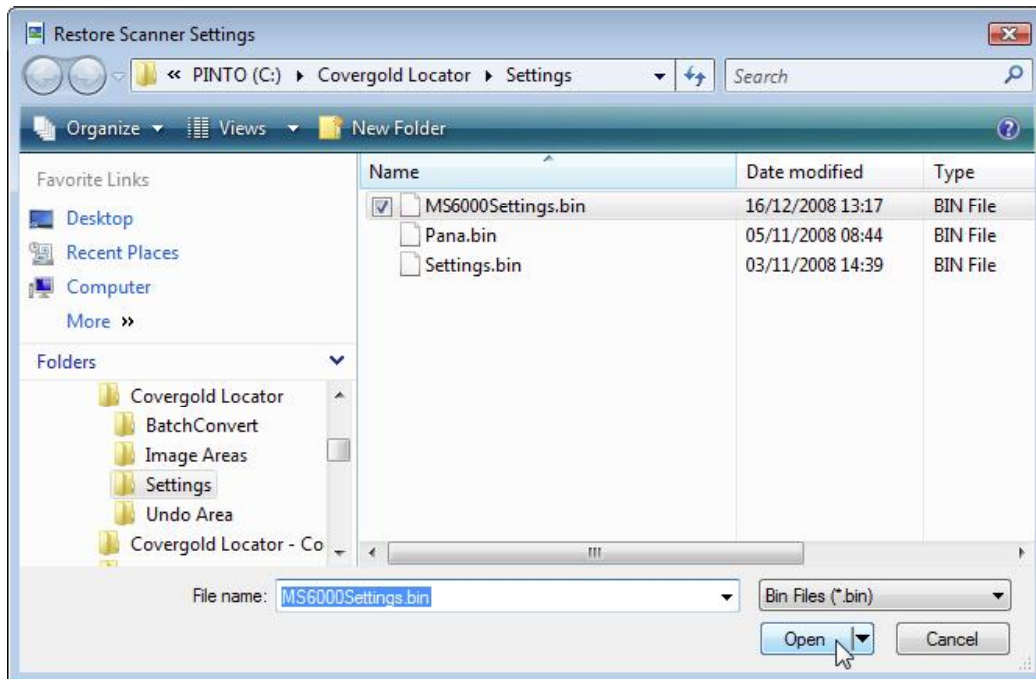 Restore Scanner Settings
« PINTO (C:) Covergold Locator Settings Search
Organize Views New Folder
Favorite Links
Desktop
Recent Places
Computer
More »
Folders
Covergold Locator
BatchConvert
Image Areas
Settings
Undo Area
Covergold Locator - Co
Name Date modified Type
MS6000Settings.bin 16/12/2008 13:17 BIN File
Pana.bin 05/11/2008 08:44 BIN File
Settings.bin 03/11/2008 14:39 BIN File
File name: MS6000Settings.bin Bin Files (*.bin)
Open Cancel